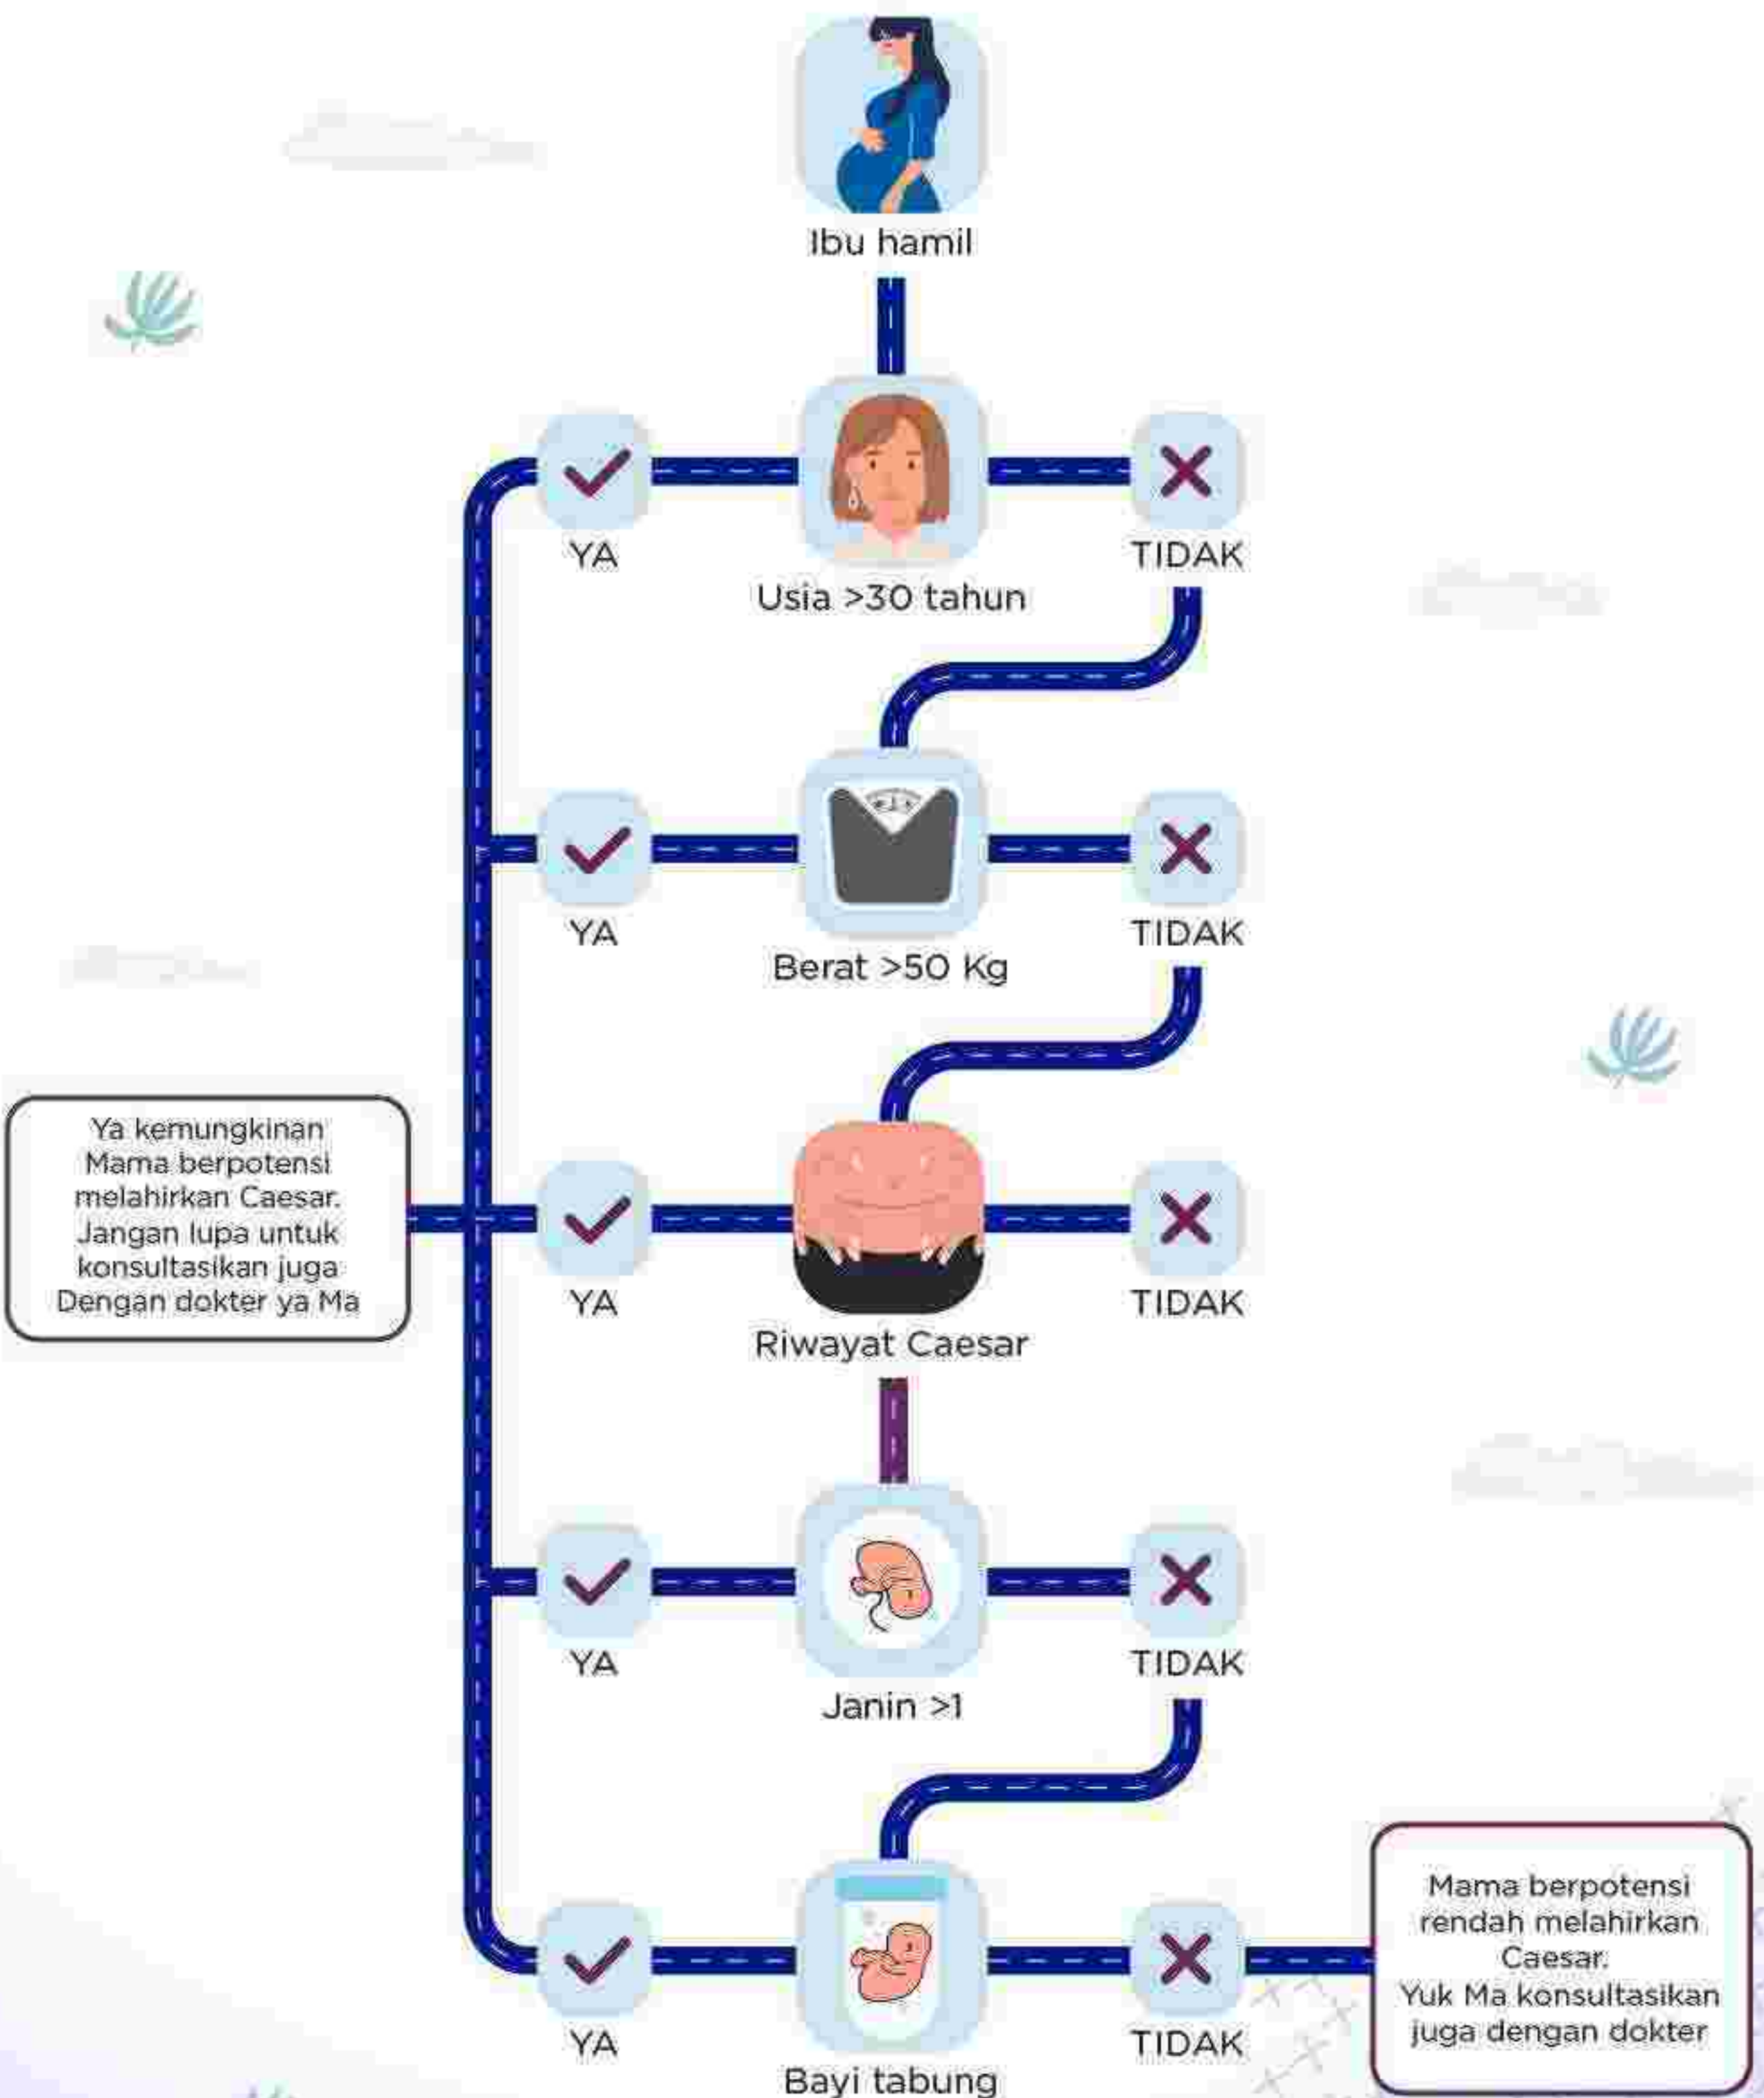 Ibu hamil
YA
TIDAK
Usia >30 tahun
YA
TIDAK
Berat >50 Kg
Ya kemungkinan
Mama berpotensi
melahirkan Caesar.
Jangan lupa untuk
konsultasikan juga
Dengan dokter ya Ma
YA
TIDAK
Riwayat Caesar
YA
TIDAK
Janin >1
YA
TIDAK
Bayi tabung
Mama berpotensi
rendah melahirkan
Caesar.
Yuk Ma konsultasikan
juga dengan dokter